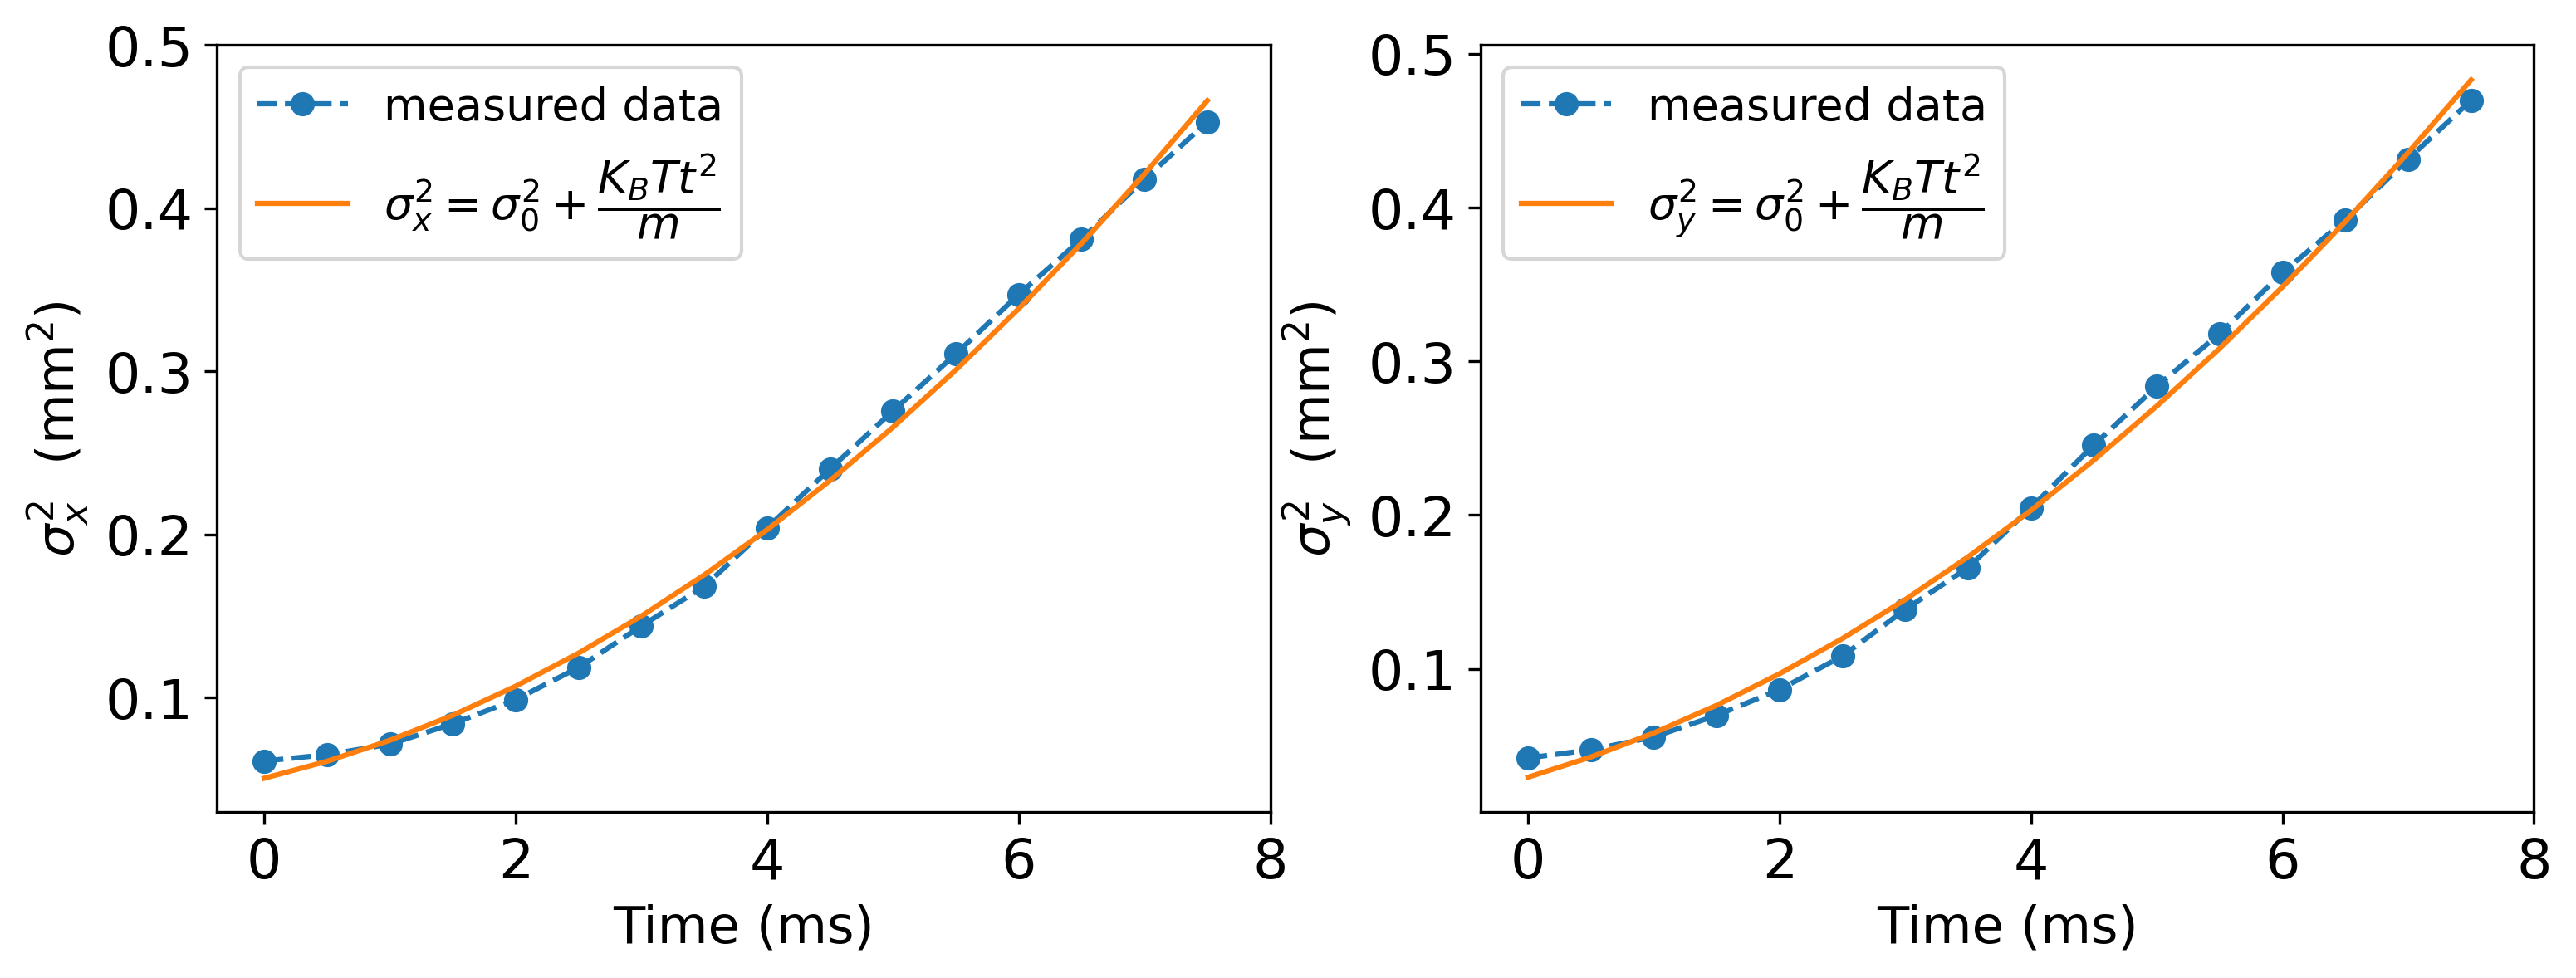 0.5
0.4
0.3
0.2
0.1
0 2 4 6 8
Time (ms)
σ_x^2 (mm^2)
measured data
σ_x^2 = σ_0^2 + K_B T t^2 / m
0.5
0.4
0.3
0.2
0.1
0 2 4 6 8
Time (ms)
σ_y^2 (mm^2)
measured data
σ_y^2 = σ_0^2 + K_B T t^2 / m